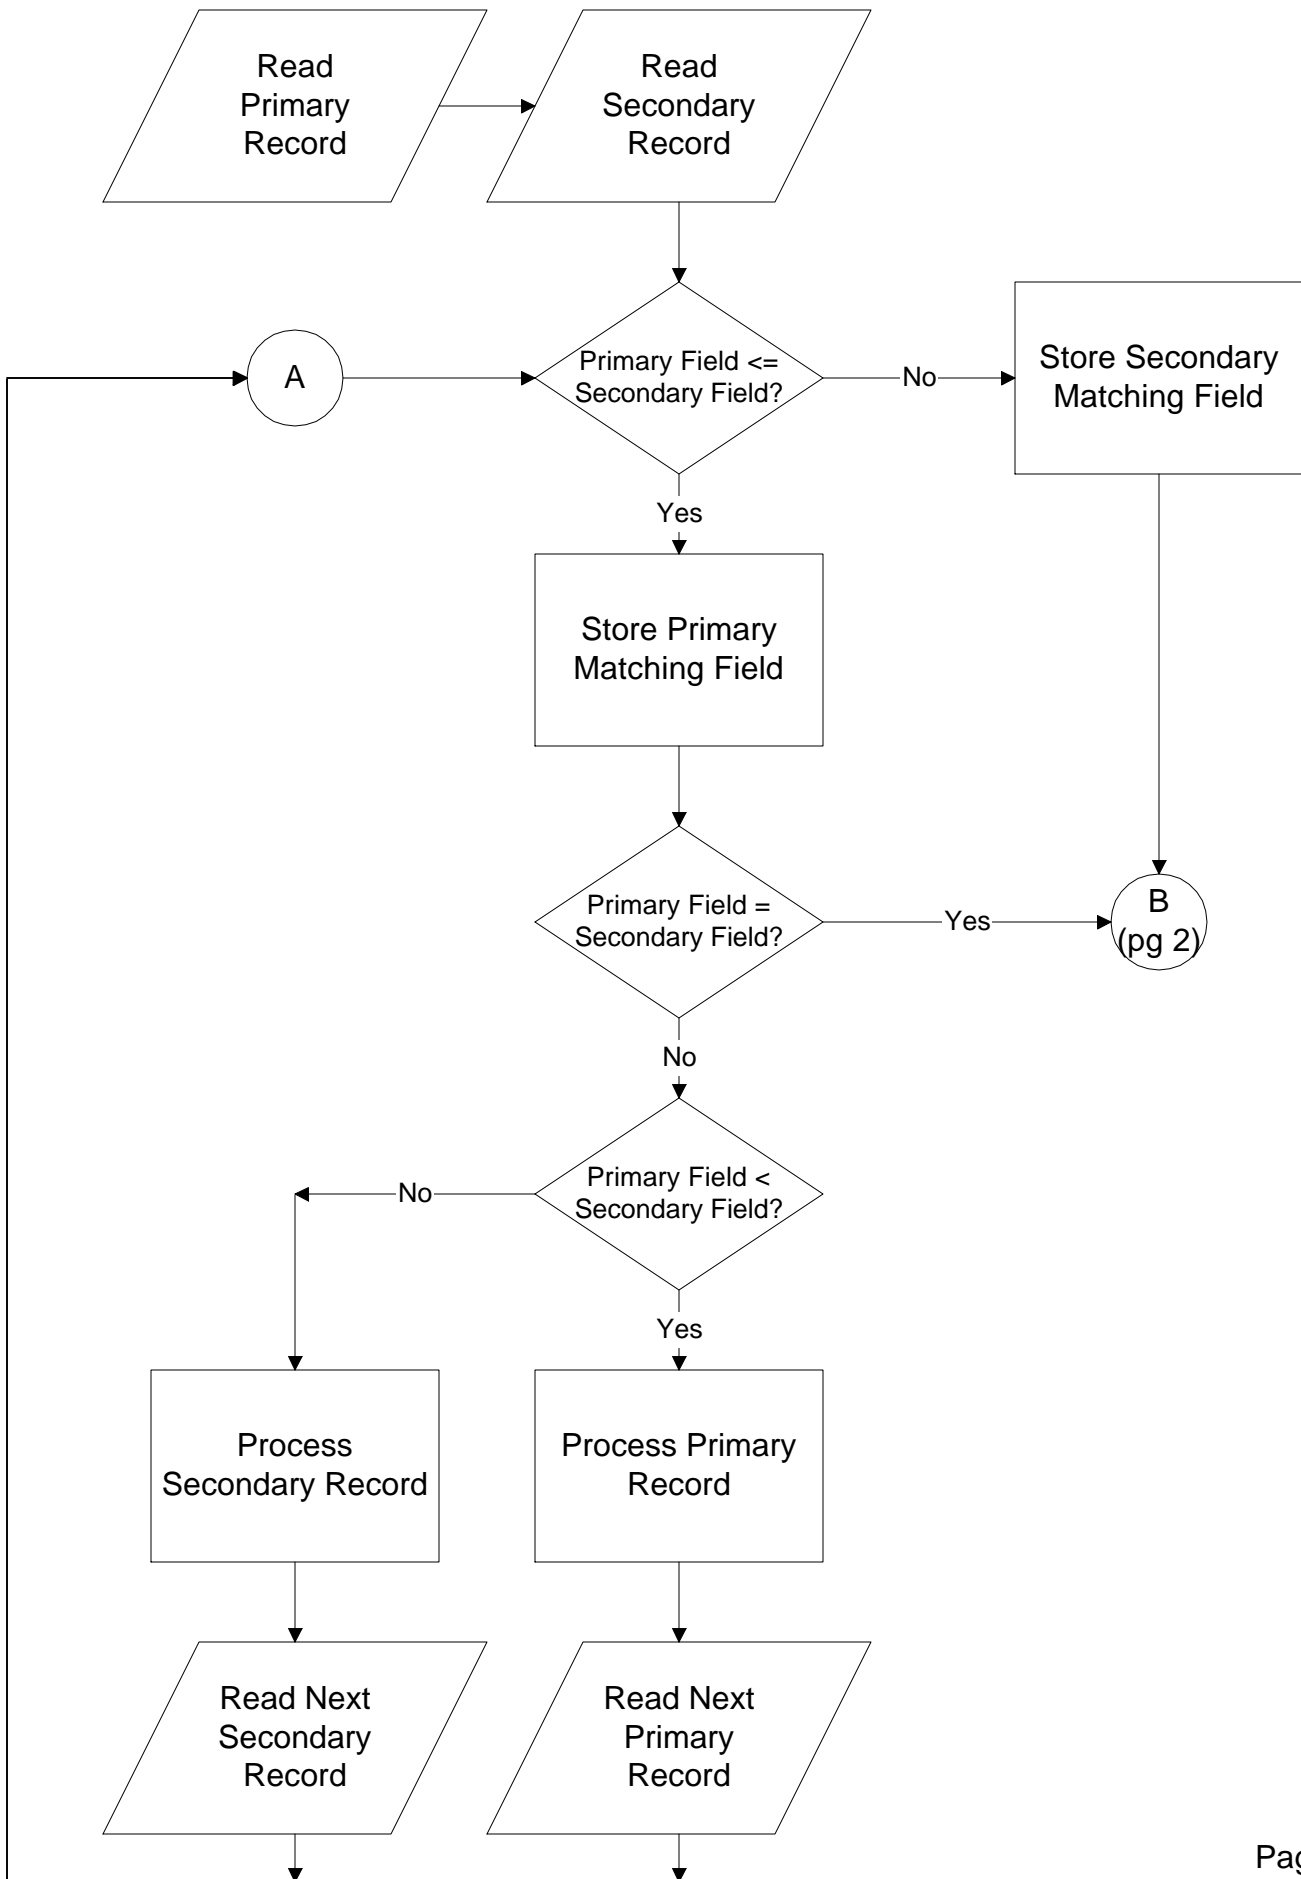 Read
Primary
Record
Read
Secondary
Record
A
Primary Field <=
Secondary Field?
No
Store Secondary
Matching Field
Yes
Store Primary
Matching Field
Primary Field =
Secondary Field?
Yes
B
(pg 2)
No
Primary Field <
Secondary Field?
No
Yes
Process
Secondary Record
Process Primary
Record
Read Next
Secondary
Record
Read Next
Primary
Record